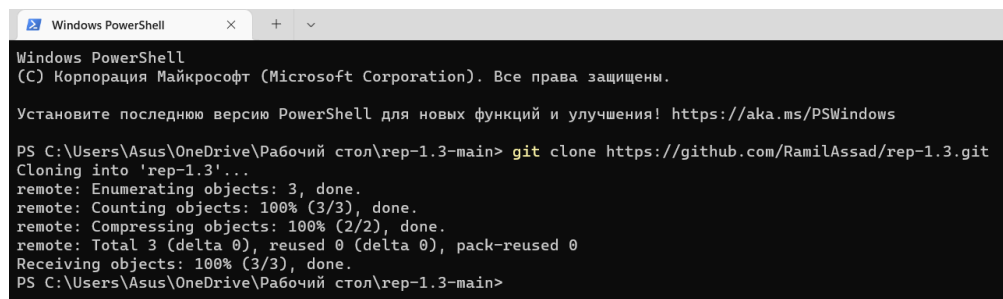 Windows PowerShell
Windows PowerShell
(C) Корпорация Майкрософт (Microsoft Corporation). Все права защищены.
Установите последнюю версию PowerShell для новых функций и улучшения! https://aka.ms/PSWindows
PS C:\Users\Asus\OneDrive\Рабочий стол\rep-1.3-main> git clone https://github.com/RamilAssad/rep-1.3.git
Cloning into 'rep-1.3'...
remote: Enumerating objects: 3, done.
remote: Counting objects: 100% (3/3), done.
remote: Compressing objects: 100% (2/2), done.
remote: Total 3 (delta 0), reused 0 (delta 0), pack-reused 0
Receiving objects: 100% (3/3), done.
PS C:\Users\Asus\OneDrive\Рабочий стол\rep-1.3-main>